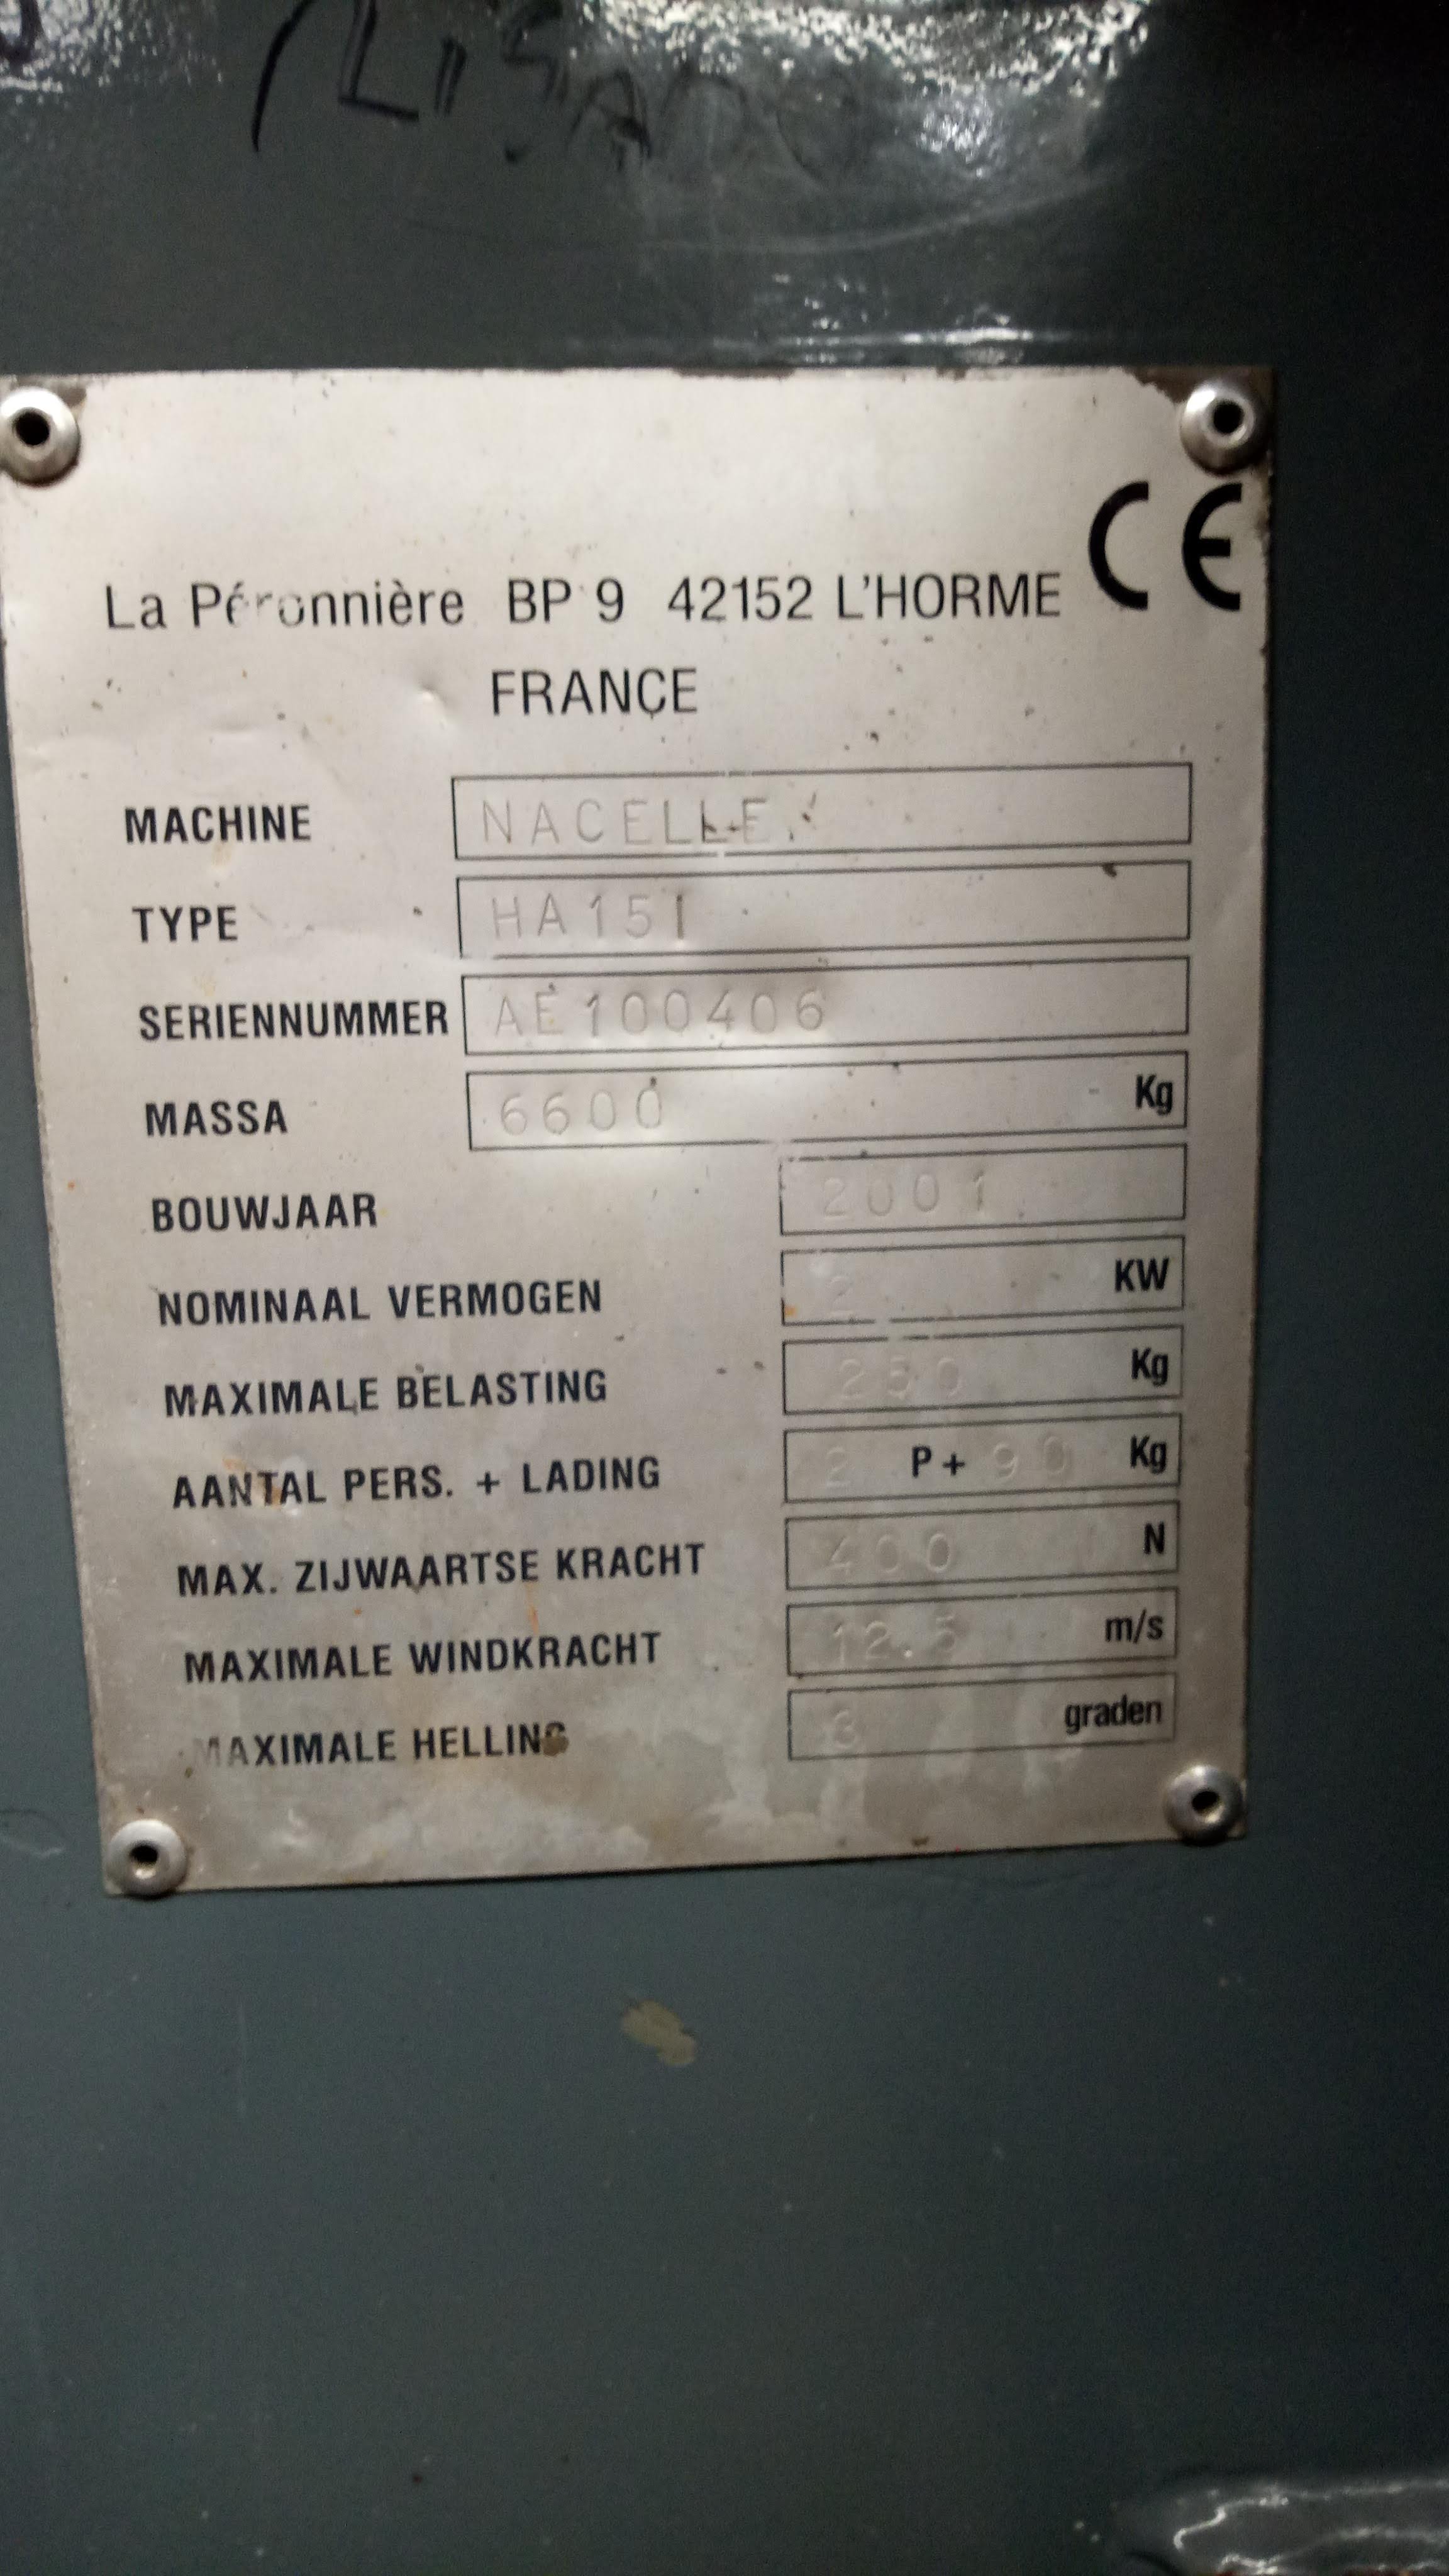 CE
La Péronnière BP 9 42152 L'HORME
FRANCE
MACHINE NACELLE
TYPE HA15I
SERIENNUMMER AE100406
MASSA 6600 Kg
BOUWJAAR 2001
NOMINAAL VERMOGEN 2 KW
MAXIMALE BELASTING 250 Kg
AANTAL PERS. + LADING 2 P + 90 Kg
MAX. ZIJWAARTSE KRACHT 400 N
MAXIMALE WINDKRACHT 12.5 m/s
MAXIMALE HELLING 3 graden